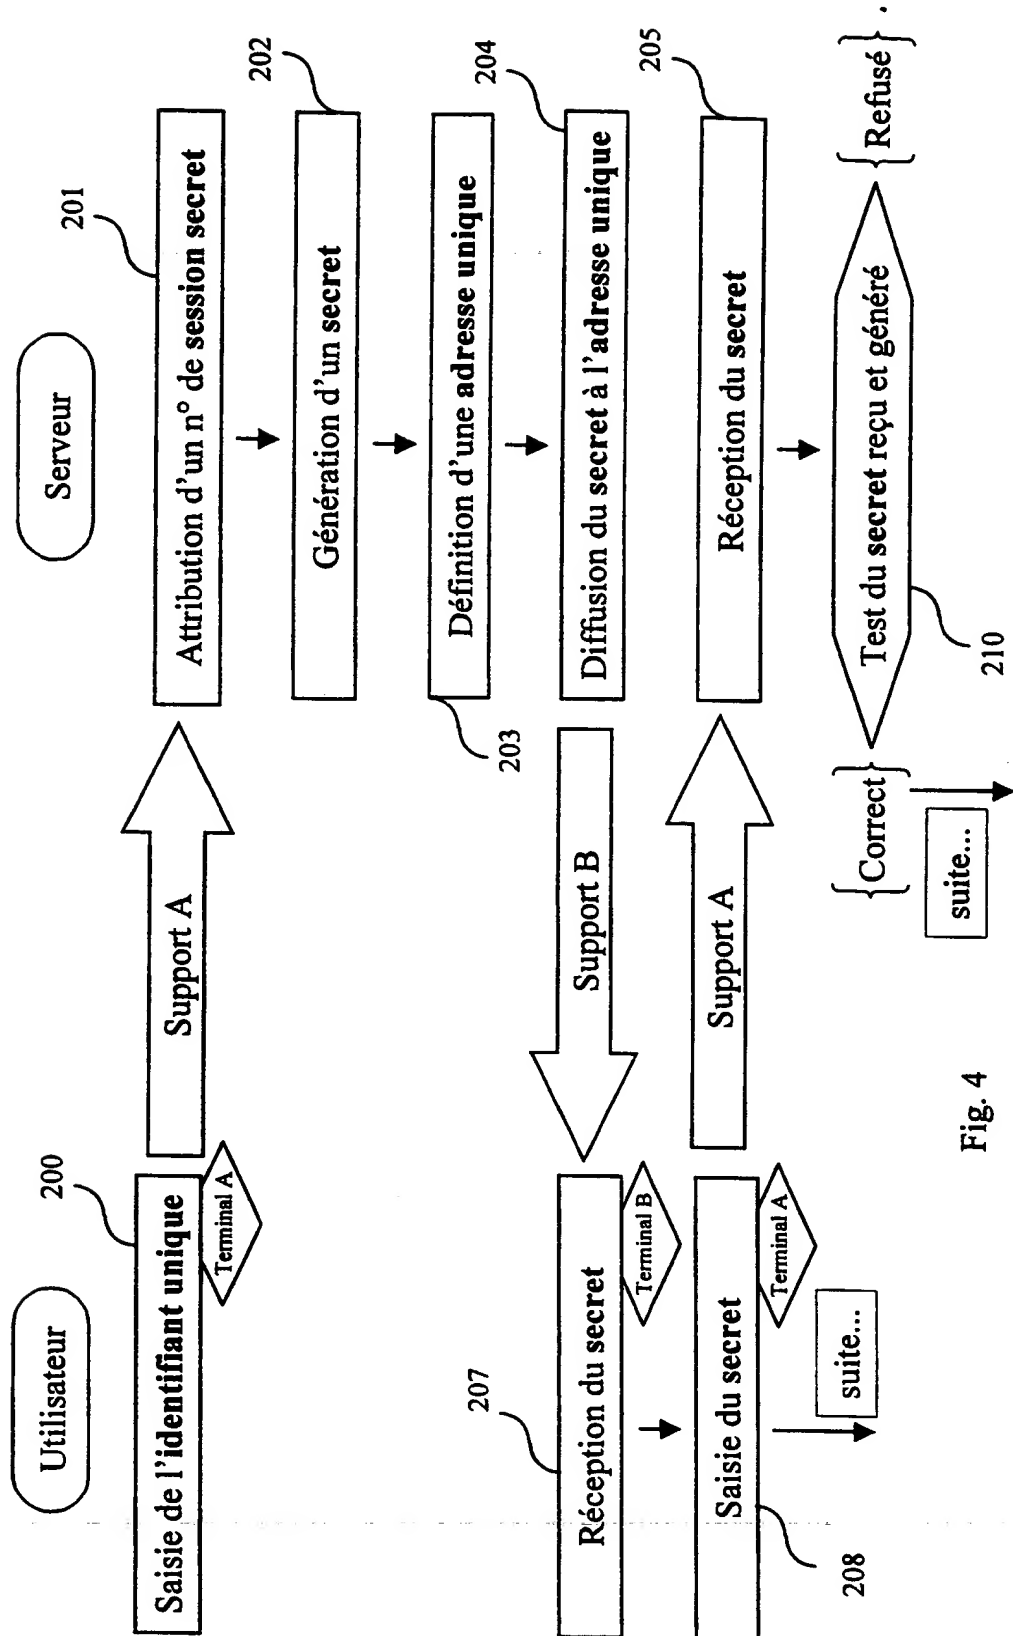 Utilisateur
Serveur
200
201
Saisie de l'identifiant unique
Terminal A
Support A
Attribution d'un n° de session secret
202
Génération d'un secret
203
Définition d'une adresse unique
204
Diffusion du secret à l'adresse unique
Support B
207
Réception du secret
Terminal B
208
Saisie du secret
Terminal A
Support A
205
Réception du secret
suite...
210
Test du secret reçu et généré
{Correct}
{Refusé}
suite...
Fig. 4